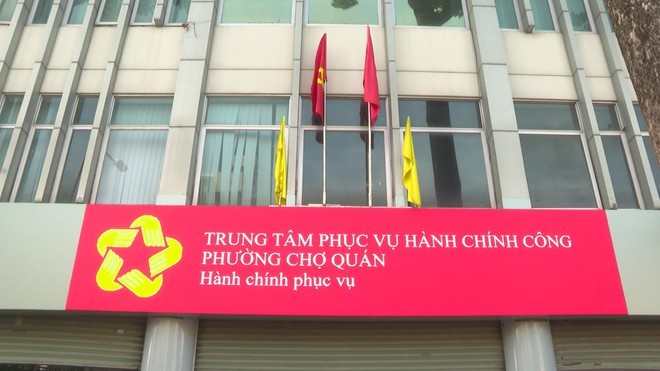 TRUNG TÂM PHỤC VỤ HÀNH CHÍNH CÔNG
PHƯỜNG CHỢ QUÁN
Hành chính phục vụ